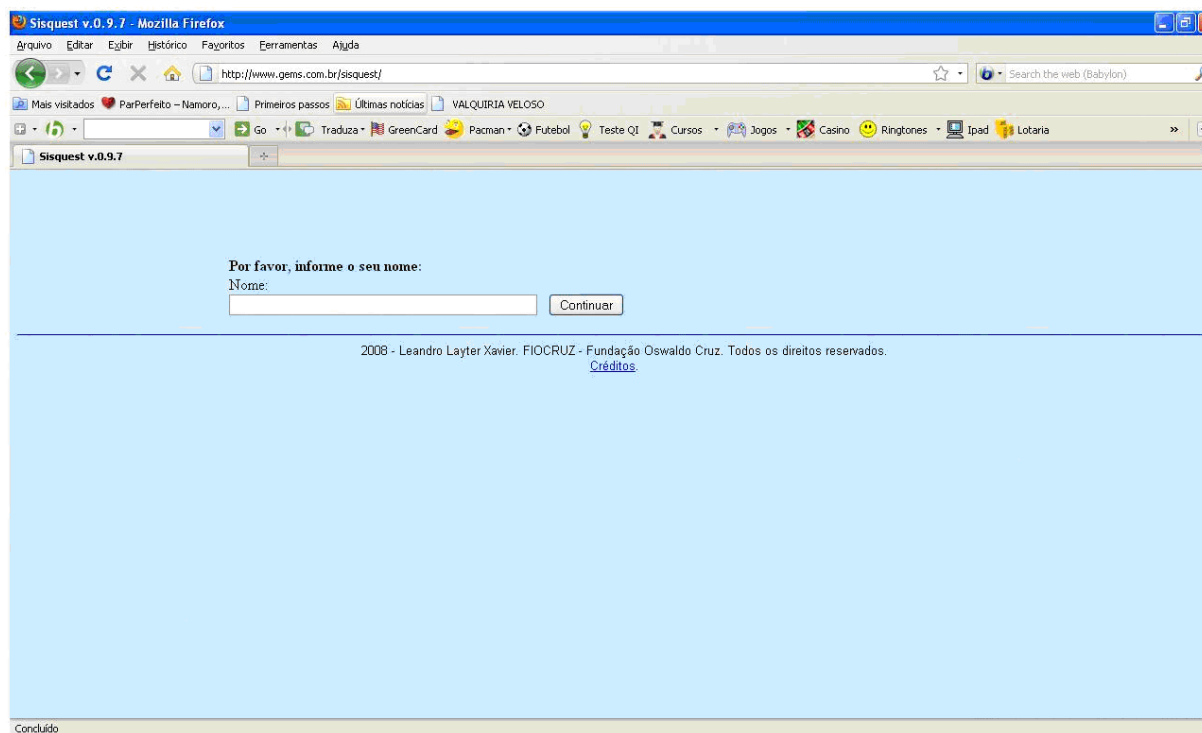 Sisquest v.0.9.7 - Mozilla Firefox
Arquivo Editar Exibir Histórico Favoritos Ferramentas Ajuda
http://www.gems.com.br/sisquest/ Search the web (Babylon)
Mais visitados ParPerfeito – Namoro,... Primeiros passos Últimas notícias VALQUIRIA VELOSO
Go Traduza GreenCard Pacman Futebol Teste QI Cursos Jogos Casino Ringtones Ipad Lotaria »
Sisquest v.0.9.7
Por favor, informe o seu nome:
Nome:
Continuar
2008 - Leandro Layter Xavier. FIOCRUZ - Fundação Oswaldo Cruz. Todos os direitos reservados.
Créditos.
Concluído